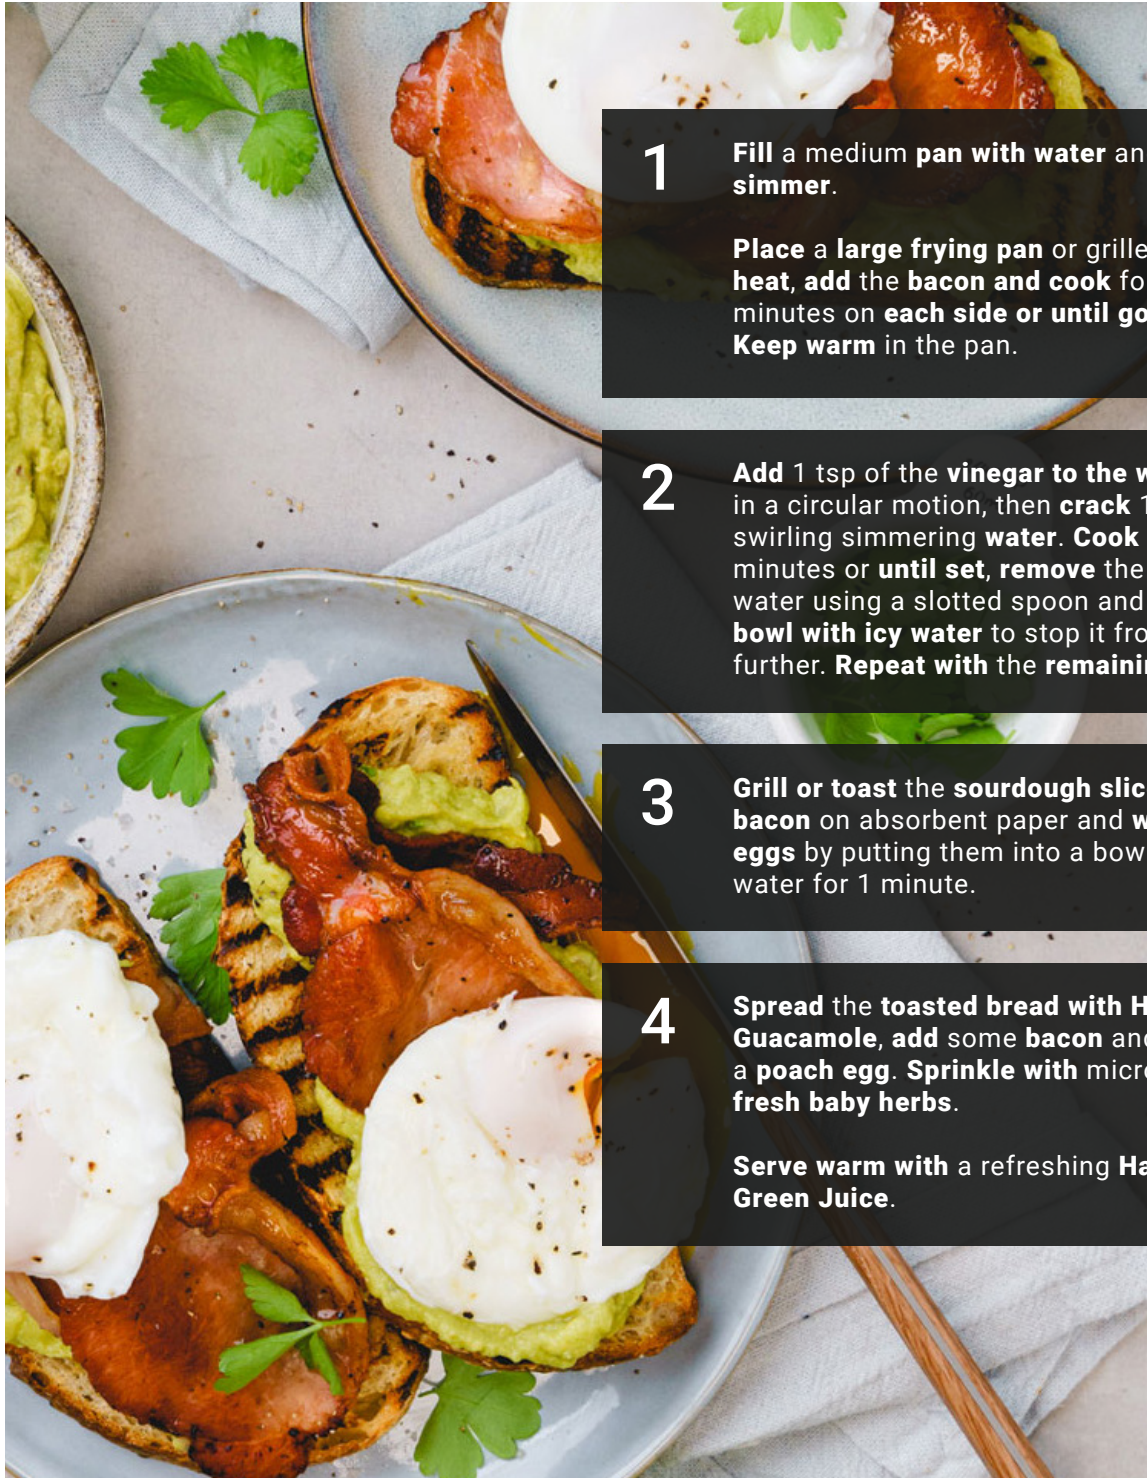 1
Fill a medium pan with water an
simmer.
Place a large frying pan or grille
heat, add the bacon and cook fo
minutes on each side or until go
Keep warm in the pan.
2
Add 1 tsp of the vinegar to the w
in a circular motion, then crack 1
swirling simmering water. Cook
minutes or until set, remove the
water using a slotted spoon and
bowl with icy water to stop it fro
further. Repeat with the remaini
3
Grill or toast the sourdough slic
bacon on absorbent paper and w
eggs by putting them into a bow
water for 1 minute.
4
Spread the toasted bread with H
Guacamole, add some bacon and
a poach egg. Sprinkle with micro
fresh baby herbs.
Serve warm with a refreshing Ha
Green Juice.